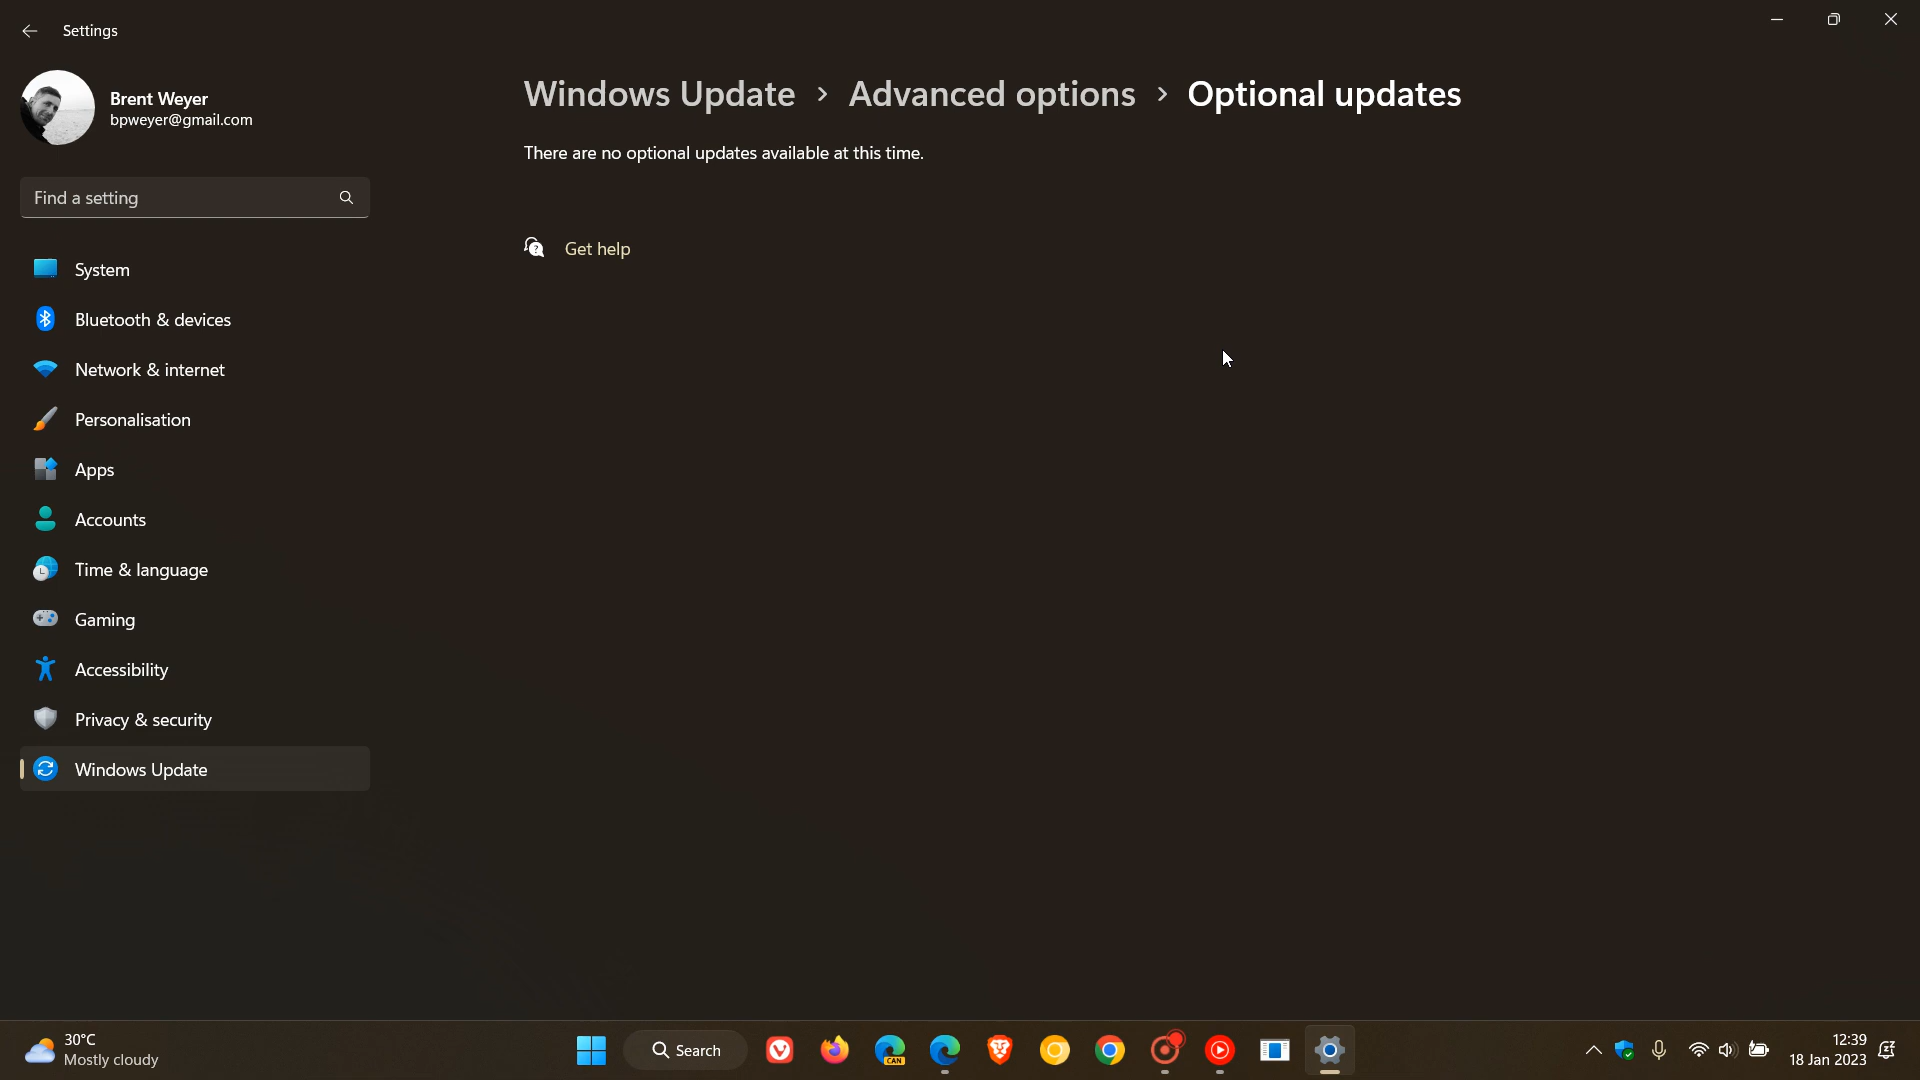 Settings
Brent Weyer
bpweyer@gmail.com
Find a setting
System
Bluetooth & devices
Network & internet
Personalisation
Apps
Accounts
Time & language
Gaming
Accessibility
Privacy & security
Windows Update
Windows Update > Advanced options > Optional updates
There are no optional updates available at this time.
Get help
30°C
Mostly cloudy
Search
CAN
12:39
18 Jan 2023